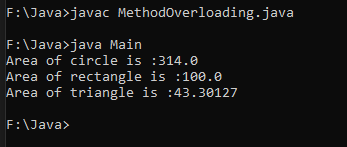 F:\Java>javac MethodOverloading.java
F:\Java>java Main
Area of circle is :314.0
Area of rectangle is :100.0
Area of triangle is :43.30127
F:\Java>